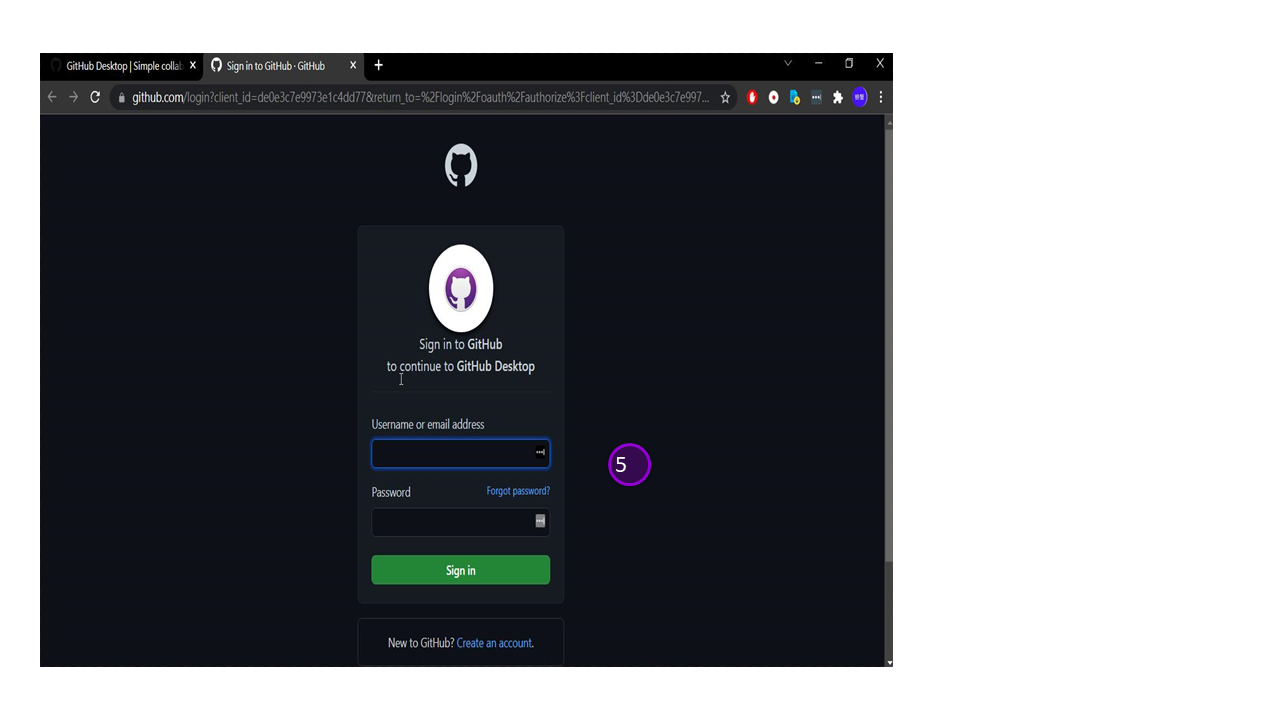 GitHub Desktop | Simple collab
Sign in to GitHub · GitHub
github.com/login?client_id=de0e3c7e9973e1c4dd77&return_to=%2Flogin%2Foauth%2Fauthorize%3Fclient_id%3Dde0e3c7e997...
Sign in to GitHub
to continue to GitHub Desktop
Username or email address
5
Password Forgot password?
Sign in
New to GitHub? Create an account.